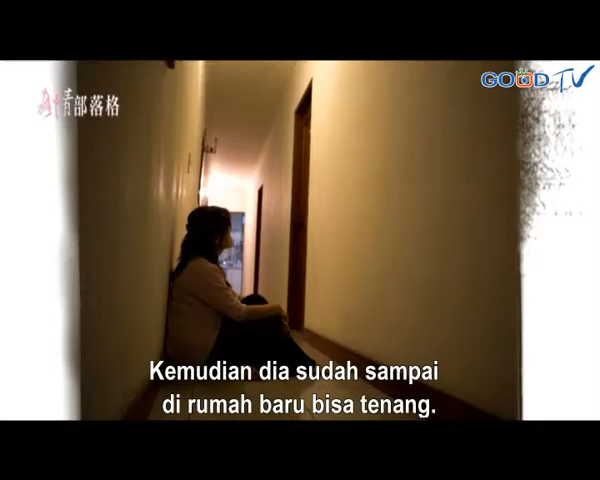 部落格
GOOD TV
Kemudian dia sudah sampai
di rumah baru bisa tenang.